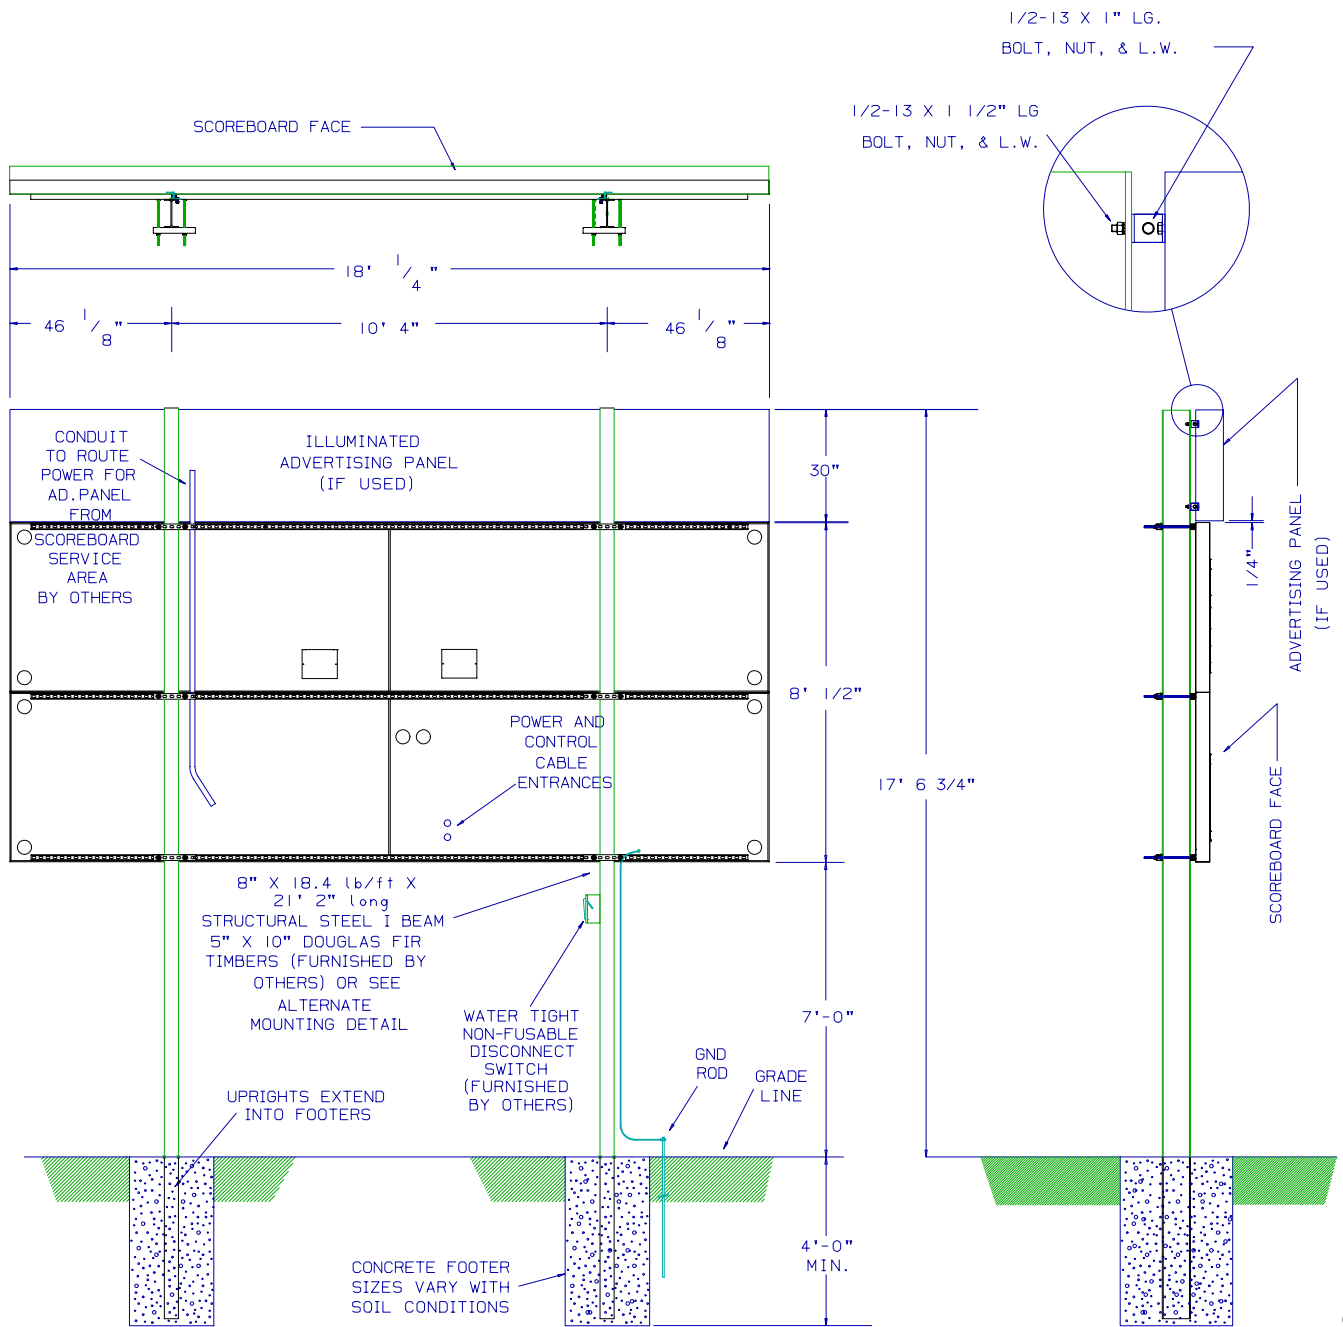 1/2-13 X 1" LG.
BOLT, NUT, & L.W.
1/2-13 X 1 1/2" LG
BOLT, NUT, & L.W.
SCOREBOARD FACE
18' 1/4"
46 1/8"
10' 4"
46 1/8"
CONDUIT
TO ROUTE
POWER FOR
AD.PANEL
FROM
SCOREBOARD
SERVICE
AREA
BY OTHERS
ILLUMINATED
ADVERTISING PANEL
(IF USED)
30"
8' 1/2"
17' 6 3/4"
1/4"
ADVERTISING PANEL
(IF USED)
SCOREBOARD FACE
POWER AND
CONTROL
CABLE
ENTRANCES
8" X 18.4 lb/ft X
21' 2" long
STRUCTURAL STEEL I BEAM
5" X 10" DOUGLAS FIR
TIMBERS (FURNISHED BY
OTHERS) OR SEE
ALTERNATE
MOUNTING DETAIL
WATER TIGHT
NON-FUSABLE
DISCONNECT
SWITCH
(FURNISHED
BY OTHERS)
7'-0"
GND
ROD
GRADE
LINE
UPRIGHTS EXTEND
INTO FOOTERS
4'-0"
MIN.
CONCRETE FOOTER
SIZES VARY WITH
SOIL CONDITIONS